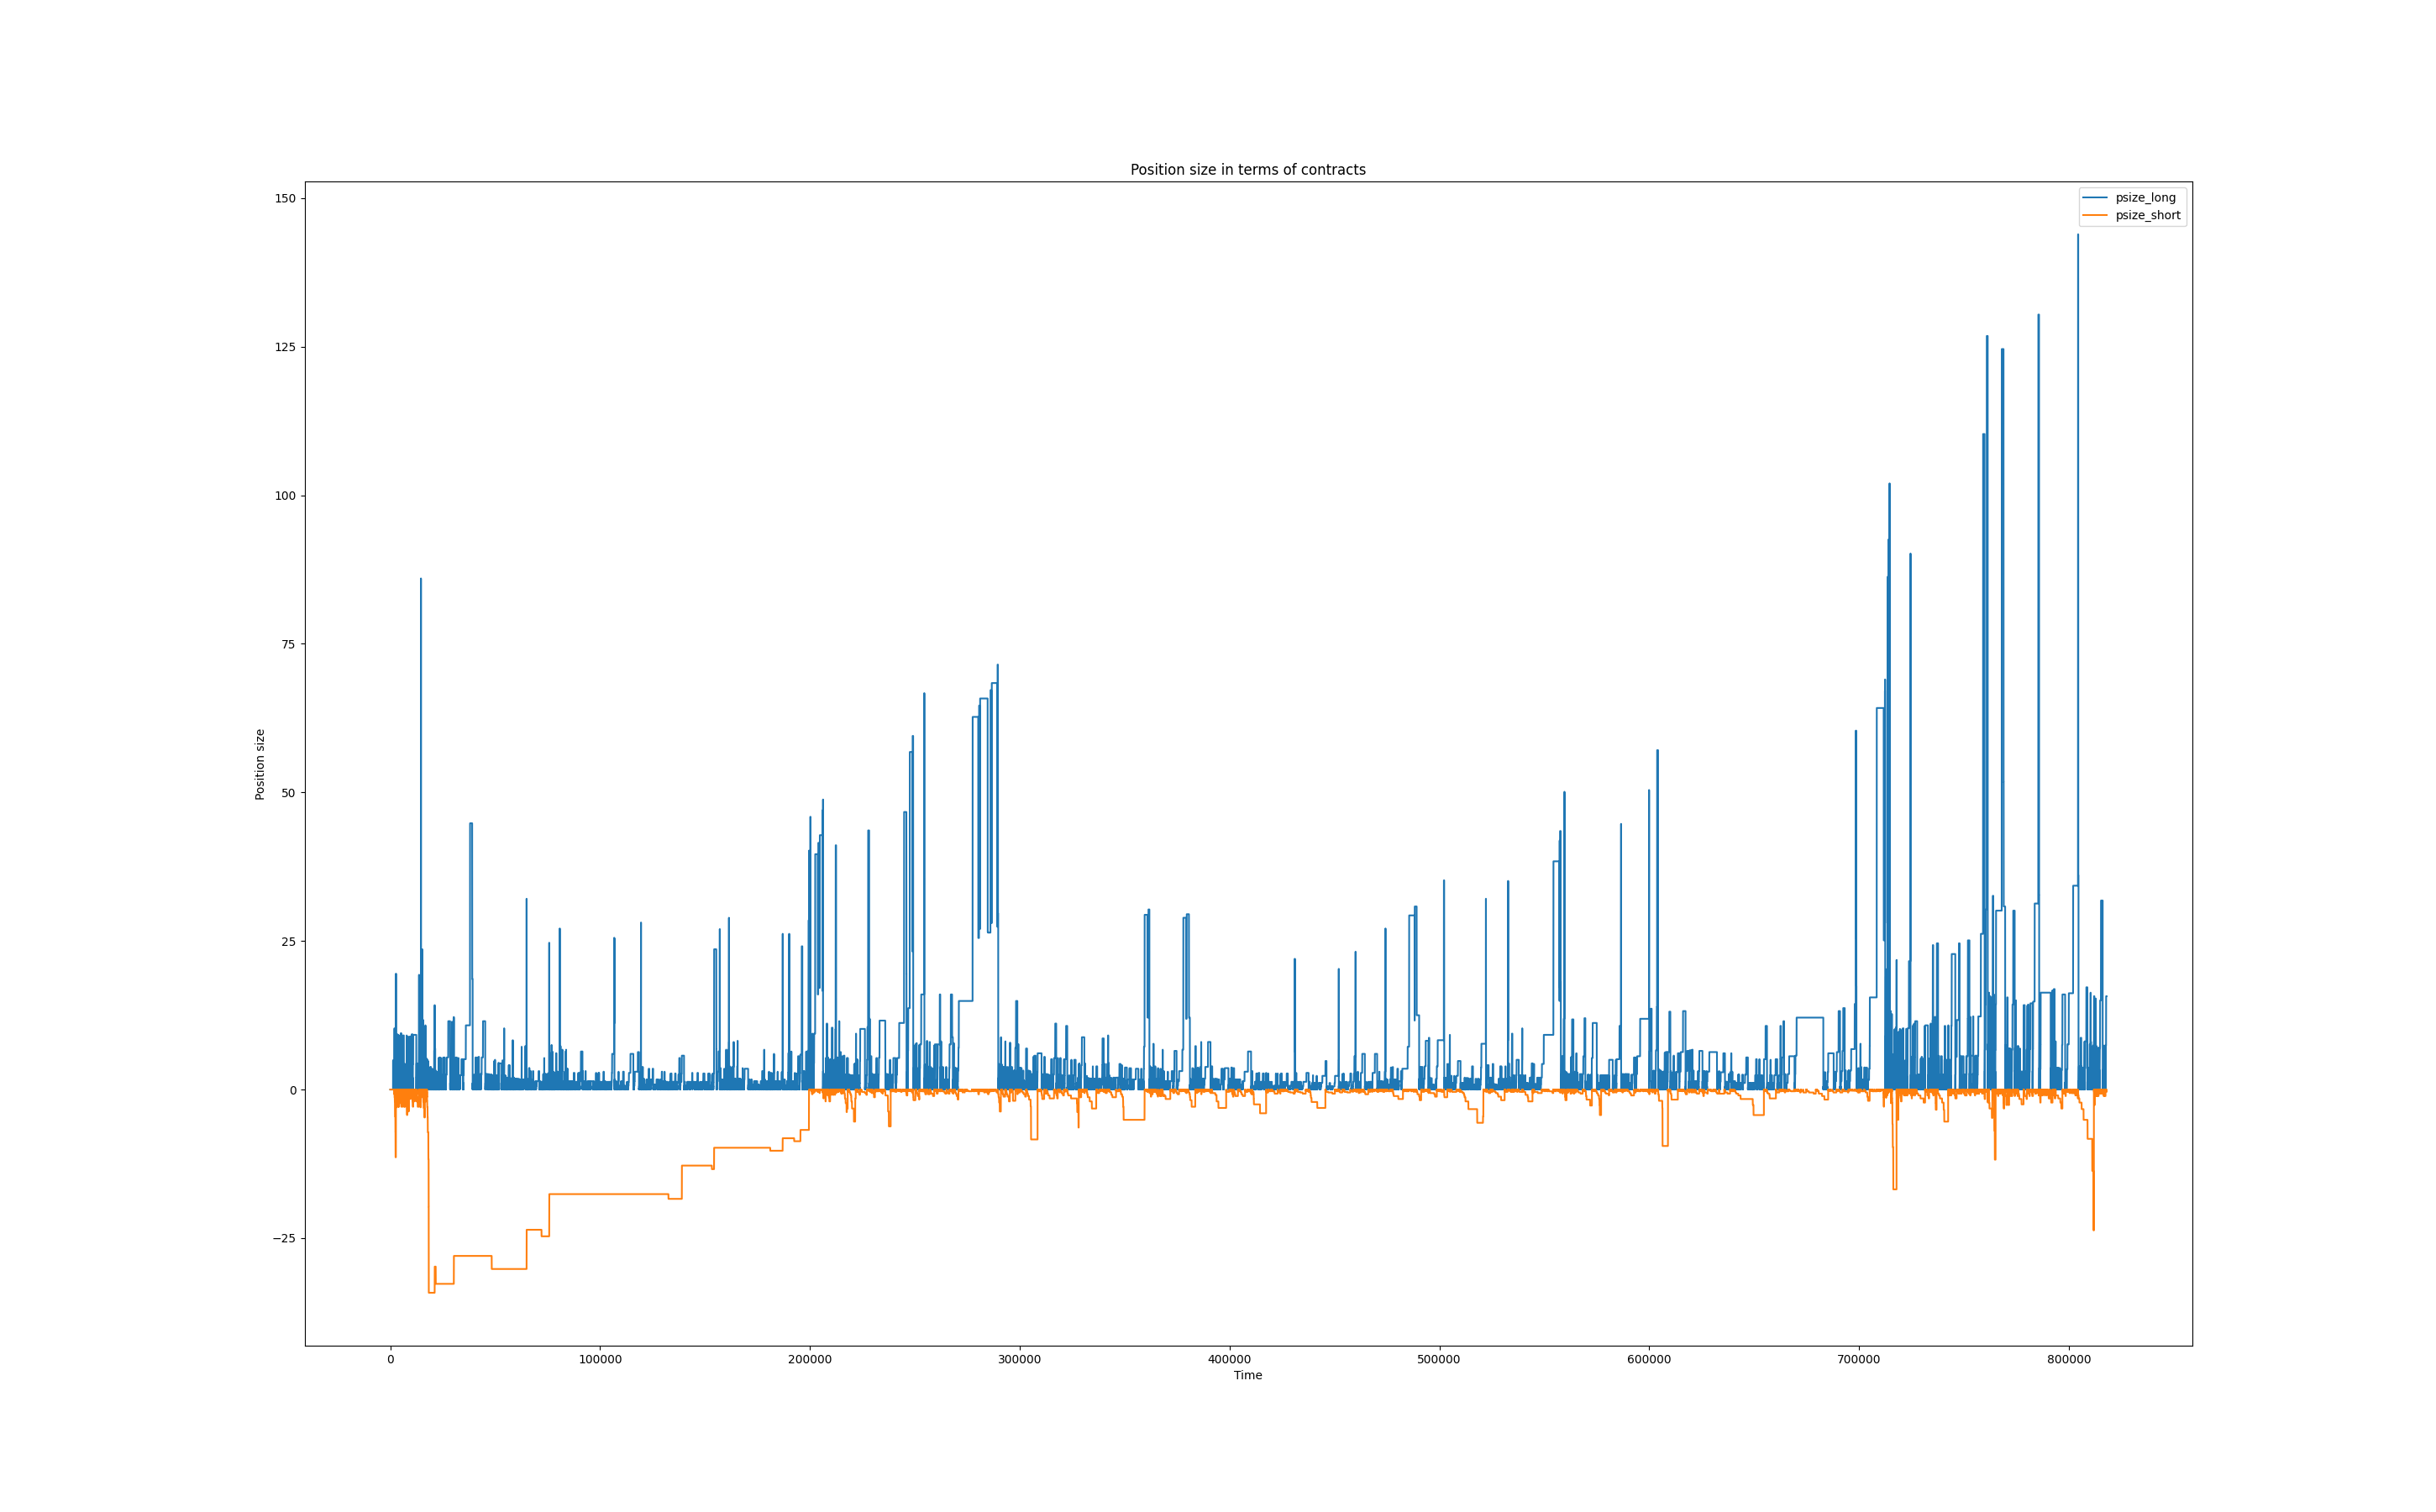 Position size in terms of contracts
psize_long
psize_short
150
125
100
75
50
25
0
−25
Position size
0 100000 200000 300000 400000 500000 600000 700000 800000
Time